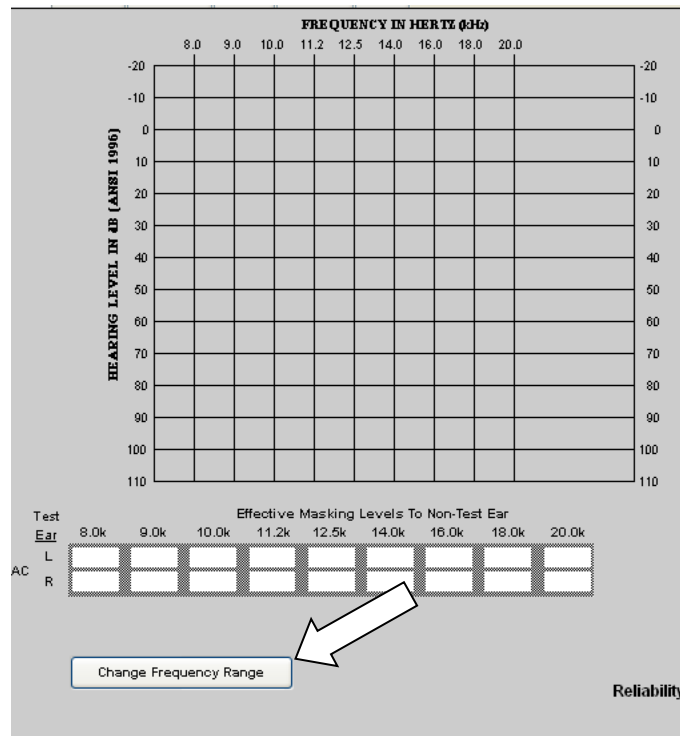 FREQUENCY IN HERTZ (kHz)
8.0 9.0 10.0 11.2 12.5 14.0 16.0 18.0 20.0
HEARING LEVEL IN dB (ANSI 1996)
-20 -20
-10 -10
0 0
10 10
20 20
30 30
40 40
50 50
60 60
70 70
80 80
90 90
100 100
110 110
Test Effective Masking Levels To Non-Test Ear
Ear 8.0k 9.0k 10.0k 11.2k 12.5k 14.0k 16.0k 18.0k 20.0k
L
AC
R
Change Frequency Range
Reliability